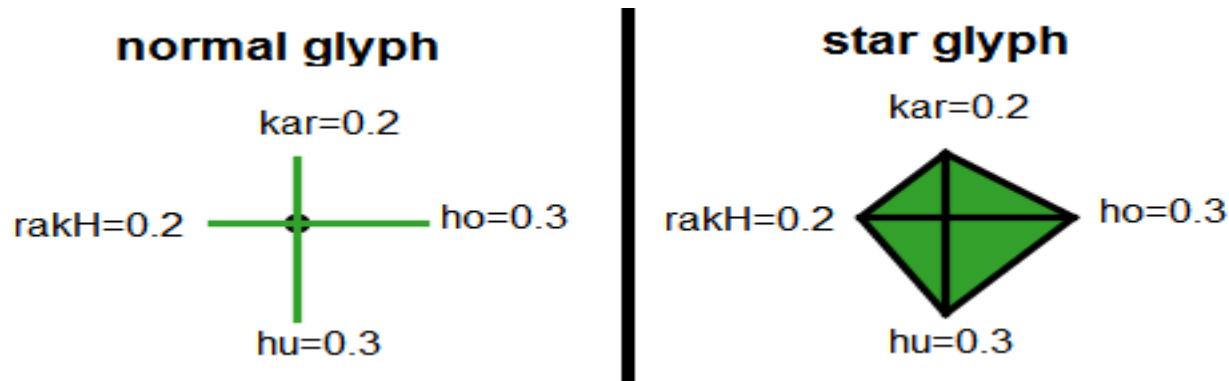 normal glyph
kar=0.2
rakH=0.2
ho=0.3
hu=0.3
star glyph
kar=0.2
rakH=0.2
ho=0.3
hu=0.3